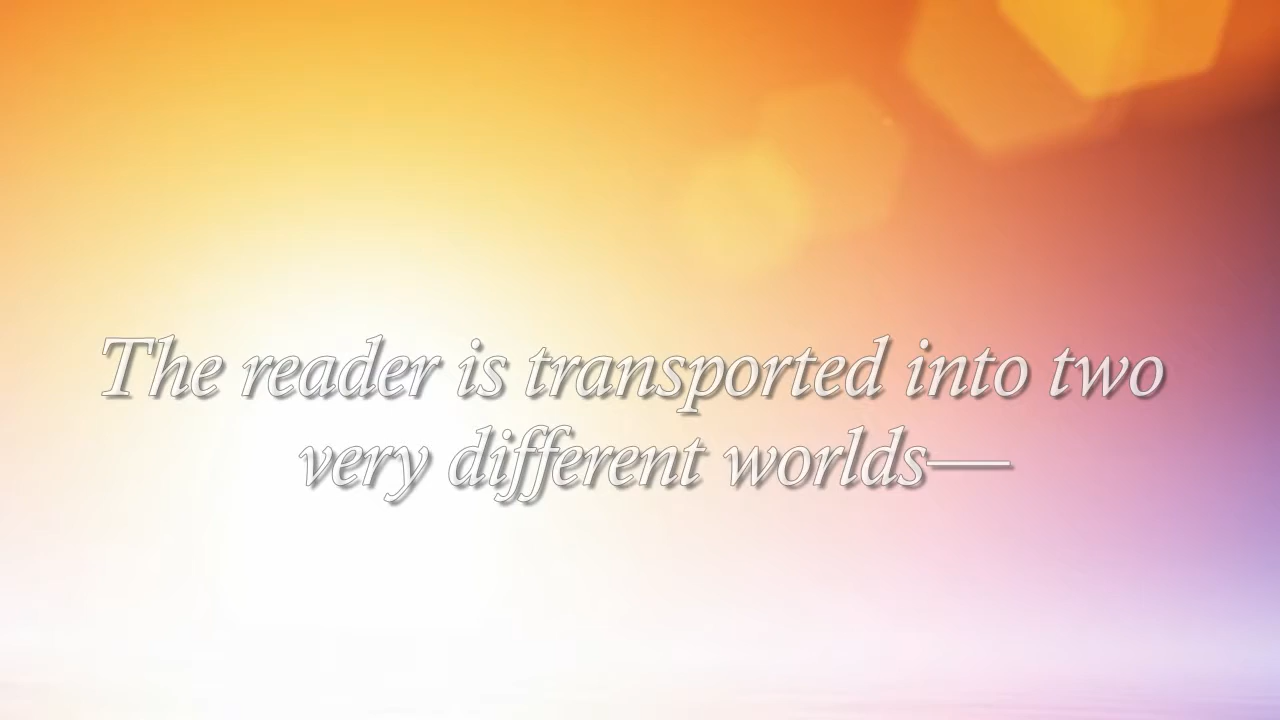 The reader is transported into two
very different worlds—